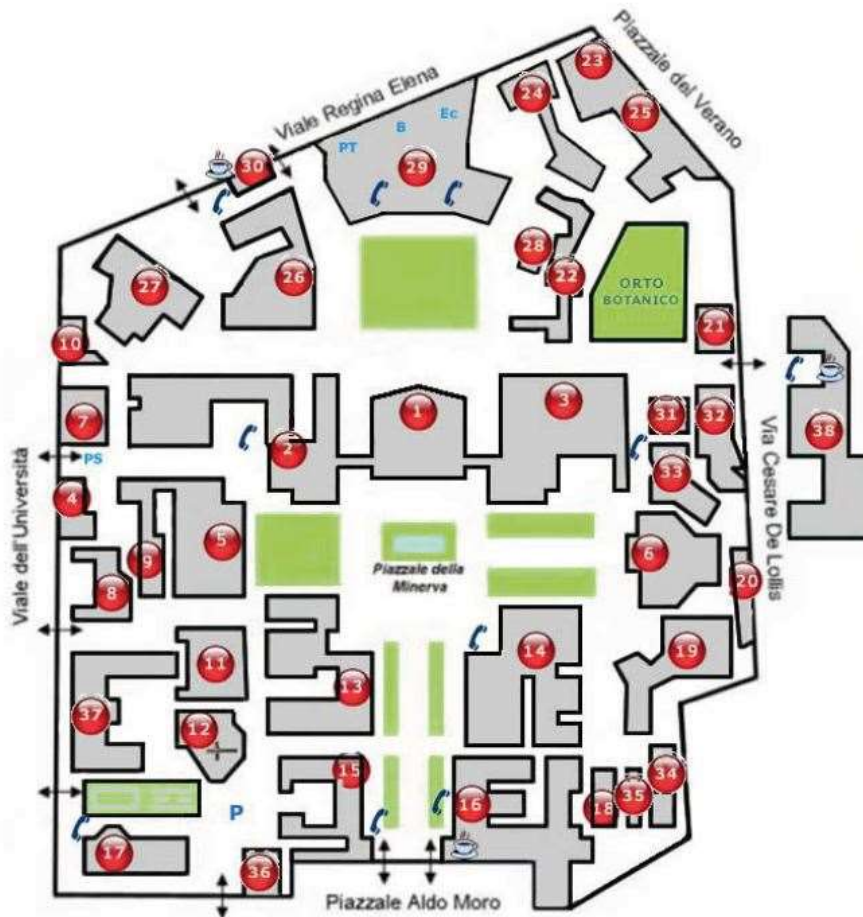 Piazzale del Verano
Viale Regina Elena
23
24
25
Ec
B
PT
29
30
28
22
26
27
ORTO
BOTANICO
10
21
7
1
3
31
32
38
2
PS
33
4
5
9
6
8
20
Piazzale della
Minerva
Viale dell'Università
Via Cesare De Lollis
11
13
14
19
37
12
15
16
18
35
34
P
17
36
Piazzale Aldo Moro